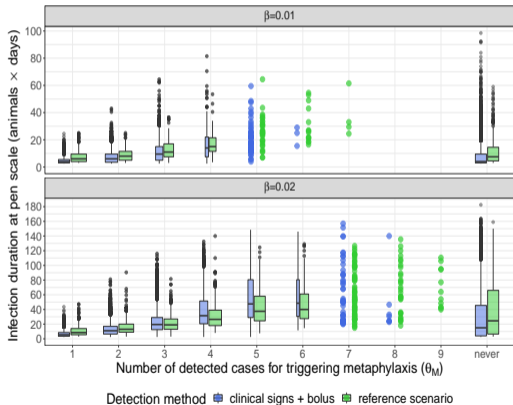 β=0.01
100
80
60
40
20
0
β=0.02
180
160
140
120
100
80
60
40
20
0
Infection duration at pen scale (animals × days)
1 2 3 4 5 6 7 8 9 never
Number of detected cases for triggering metaphylaxis (θM)
Detection method clinical signs + bolus reference scenario